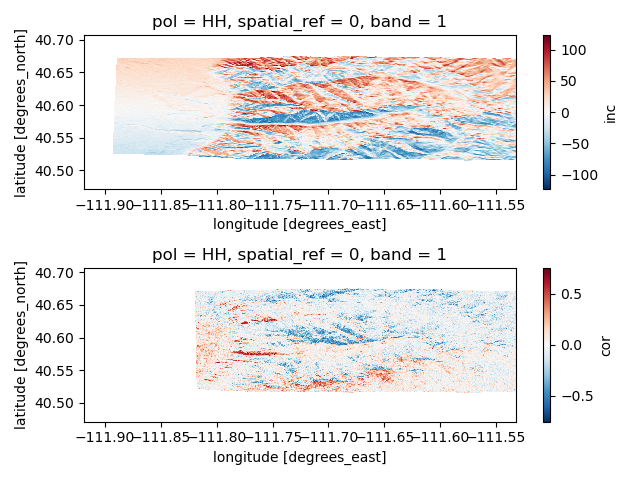 pol = HH, spatial_ref = 0, band = 1
latitude [degrees_north]
40.70
40.65
40.60
40.55
40.50
−111.90 −111.85 −111.80 −111.75 −111.70 −111.65 −111.60 −111.55
longitude [degrees_east]
100
50
0
−50
−100
inc
pol = HH, spatial_ref = 0, band = 1
latitude [degrees_north]
40.70
40.65
40.60
40.55
40.50
−111.90 −111.85 −111.80 −111.75 −111.70 −111.65 −111.60 −111.55
longitude [degrees_east]
0.5
0.0
−0.5
cor